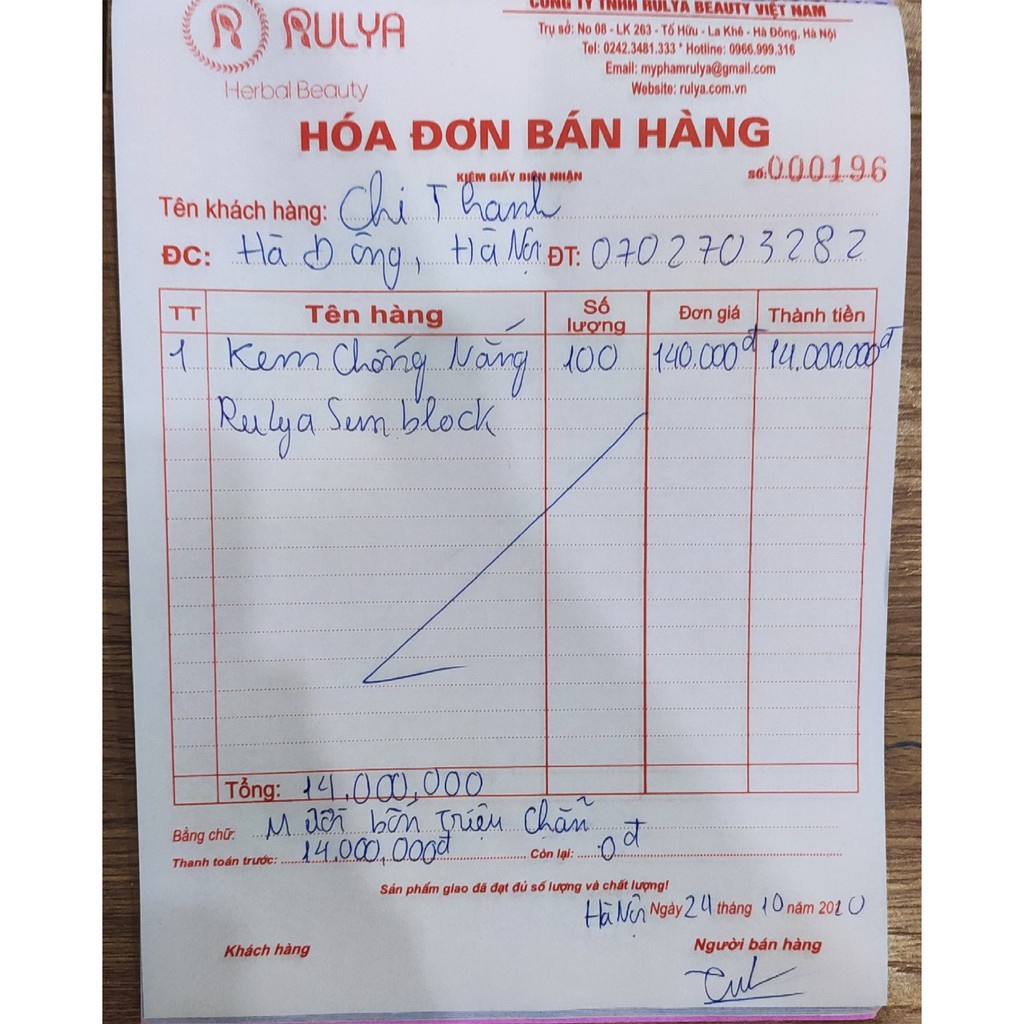 RULYA
Herbal Beauty
CÔNG TY TNHH RULYA BEAUTY VIỆT NAM
Trụ sở: No 08 - LK 263 - Tố Hữu - La Khê - Hà Đông, Hà Nội
Tel: 0242.3481.333 * Hotline: 0966.999.316
Email: myphamrulya@gmail.com
Website: rulya.com.vn
HÓA ĐƠN BÁN HÀNG
KIÊM GIẤY BIÊN NHẬN
Số: 000196
Tên khách hàng: Chi Thanh
ĐC: Hà Đông, Hà Nội ĐT: 0702703282
TT Tên hàng Số lượng Đơn giá Thành tiền
1 Kem Chống Nắng 100 140.000đ 14.000.000đ
Rulya Sun block
Tổng: 14.000,000
Bằng chữ: Mười bốn triệu Chẵn
Thanh toán trước: 14.000,000đ Còn lại: 0đ
Sản phẩm giao đã đạt đủ số lượng và chất lượng!
Hà Nội Ngày 24 tháng 10 năm 2020
Khách hàng Người bán hàng